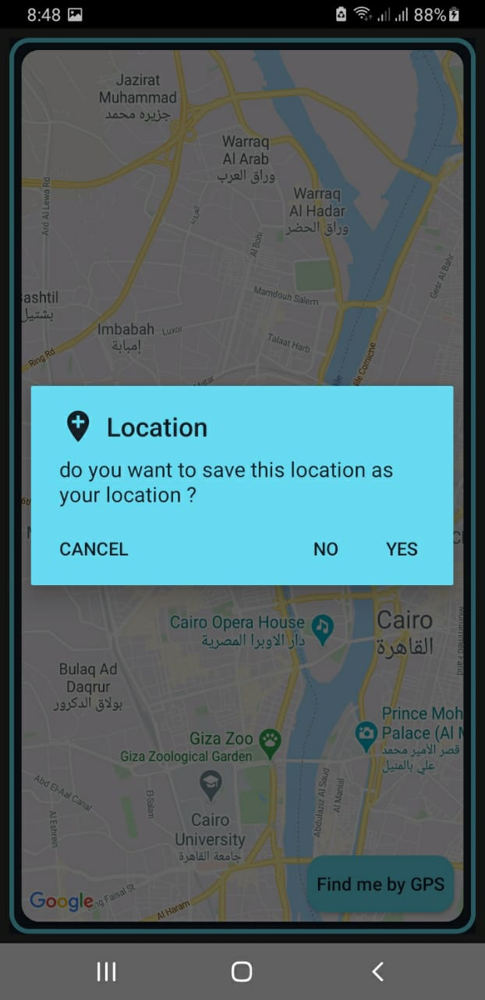 8:48
88%
Jazirat
Muhammad
جزيره محمد
Warraq
Al Arab
وراق العرب
Warraq
Al Hadar
وراق الحضر
Ard Al Lewa Rd
Al Bohi
Gesr Al Bahr
Mamdouh Salem
ashtil
بشتيل
Imbabah
إمبابة
Luxor
Talaat Harb
Ring Rd
Nile Corniche
Matar
Location
do you want to save this location as
your location ?
CANCEL
NO
YES
Cairo Opera House
دار الاوبرا المصرية
Cairo
القاهرة
Bulaq Ad
Daqrur
بولاق الدكرور
Prince Moh
Palace (Al M
قصر الأمير محمد
علي بالمنيل
Giza Zoo
Giza Zoological Garden
Abd El-Aal Canal
El-Salam
Al Eshrein
Abdulaziz Al Saud
Al Manial
Cairo
University
جامعة القاهرة
Find me by GPS
Google
ng Faisal St
Al Haram